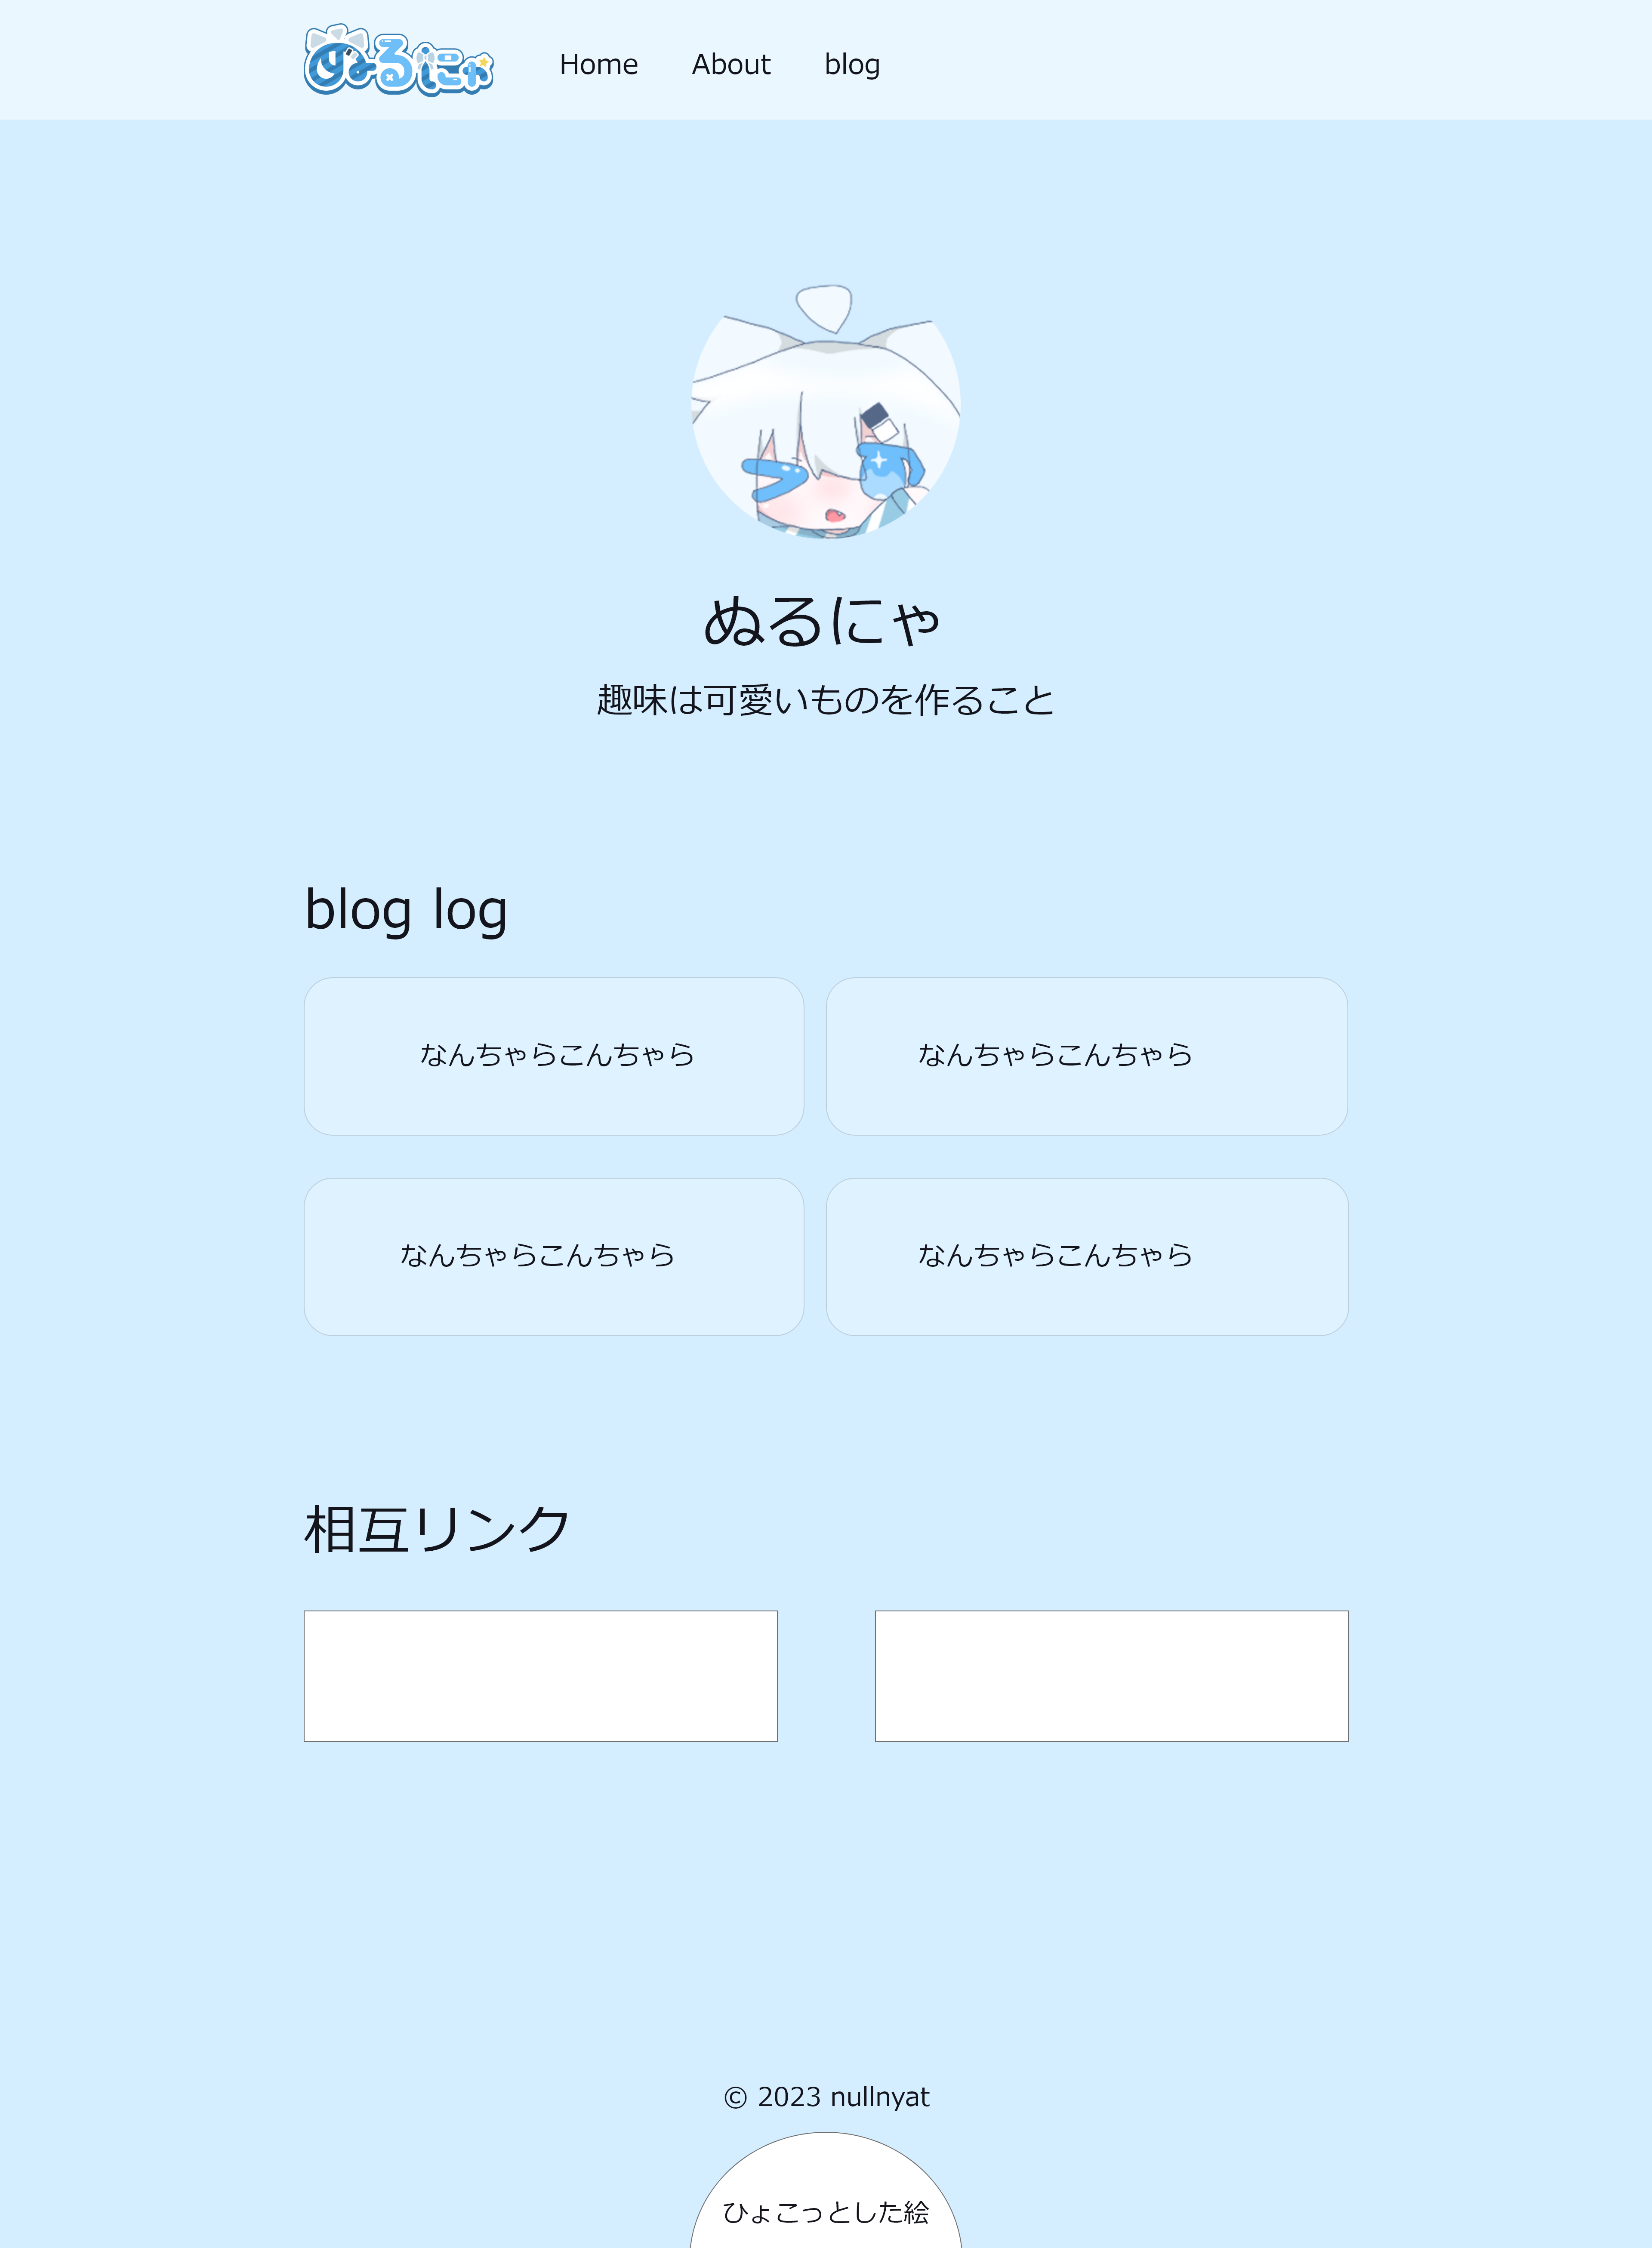 ぬるにゃ
Home
About
blog
ぬるにゃ
趣味は可愛いものを作ること
blog log
なんちゃらこんちゃら
なんちゃらこんちゃら
なんちゃらこんちゃら
なんちゃらこんちゃら
相互リンク
© 2023 nullnyat
ひょこっとした絵